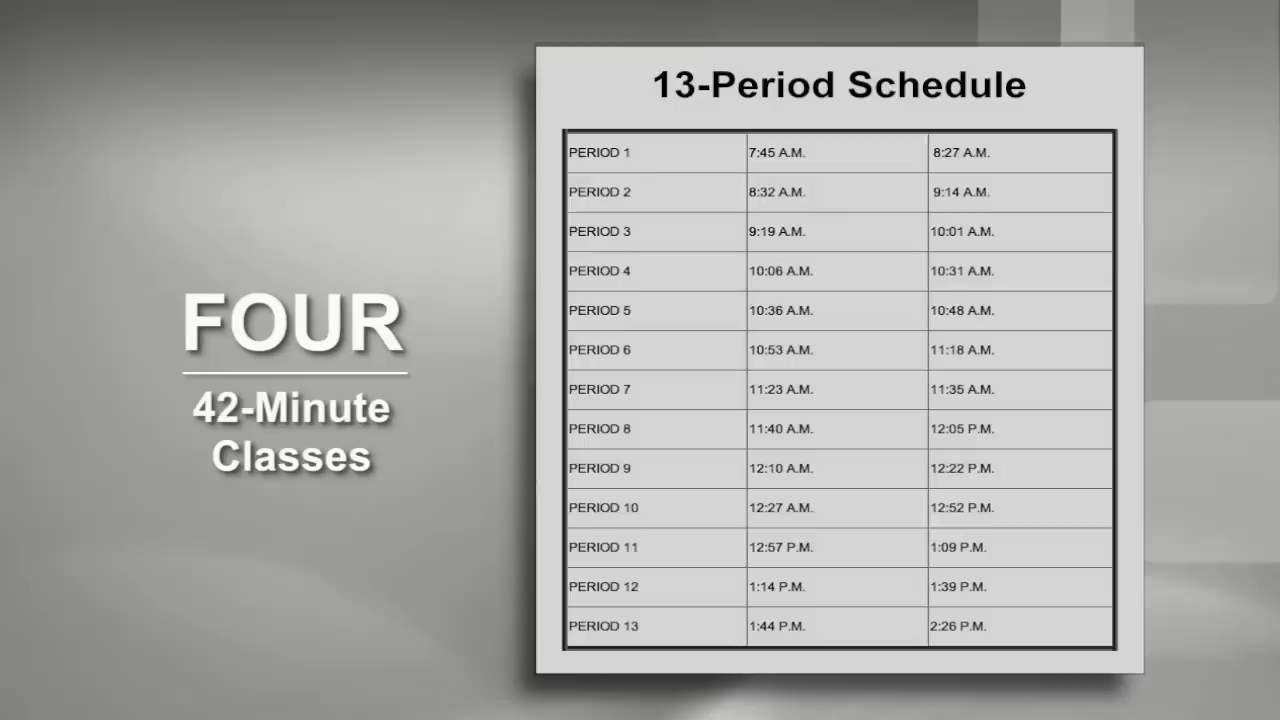 FOUR
42-Minute
Classes
13-Period Schedule
PERIOD 1 7:45 A.M. 8:27 A.M.
PERIOD 2 8:32 A.M. 9:14 A.M.
PERIOD 3 9:19 A.M. 10:01 A.M.
PERIOD 4 10:06 A.M. 10:31 A.M.
PERIOD 5 10:36 A.M. 10:48 A.M.
PERIOD 6 10:53 A.M. 11:18 A.M.
PERIOD 7 11:23 A.M. 11:35 A.M.
PERIOD 8 11:40 A.M. 12:05 P.M.
PERIOD 9 12:10 A.M. 12:22 P.M.
PERIOD 10 12:27 A.M. 12:52 P.M.
PERIOD 11 12:57 P.M. 1:09 P.M.
PERIOD 12 1:14 P.M. 1:39 P.M.
PERIOD 13 1:44 P.M. 2:26 P.M.